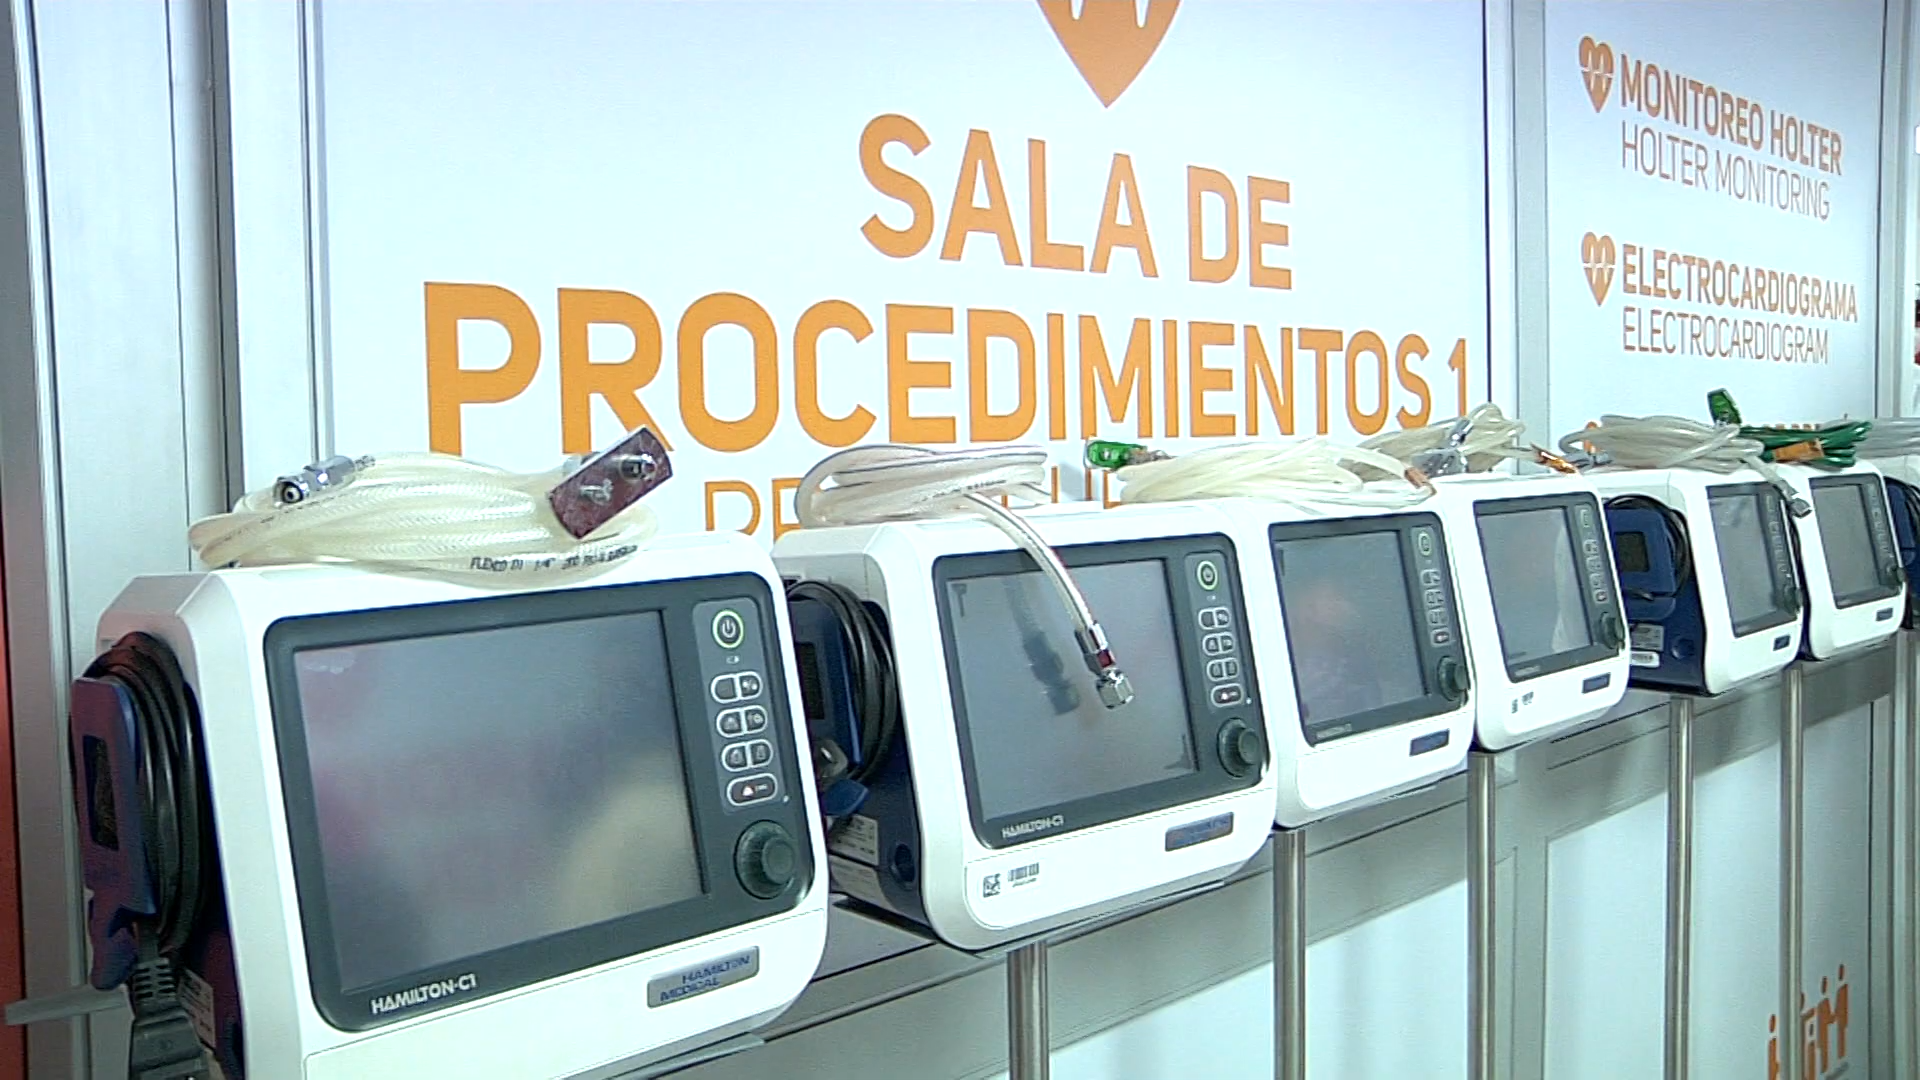 SALA DE
PROCEDIMIENTOS 1
MONITOREO HOLTER
HOLTER MONITORING
ELECTROCARDIOGRAMA
ELECTROCARDIOGRAM
HAMILTON-C1
HAMILTON
MEDICAL
HAMILTON-C1